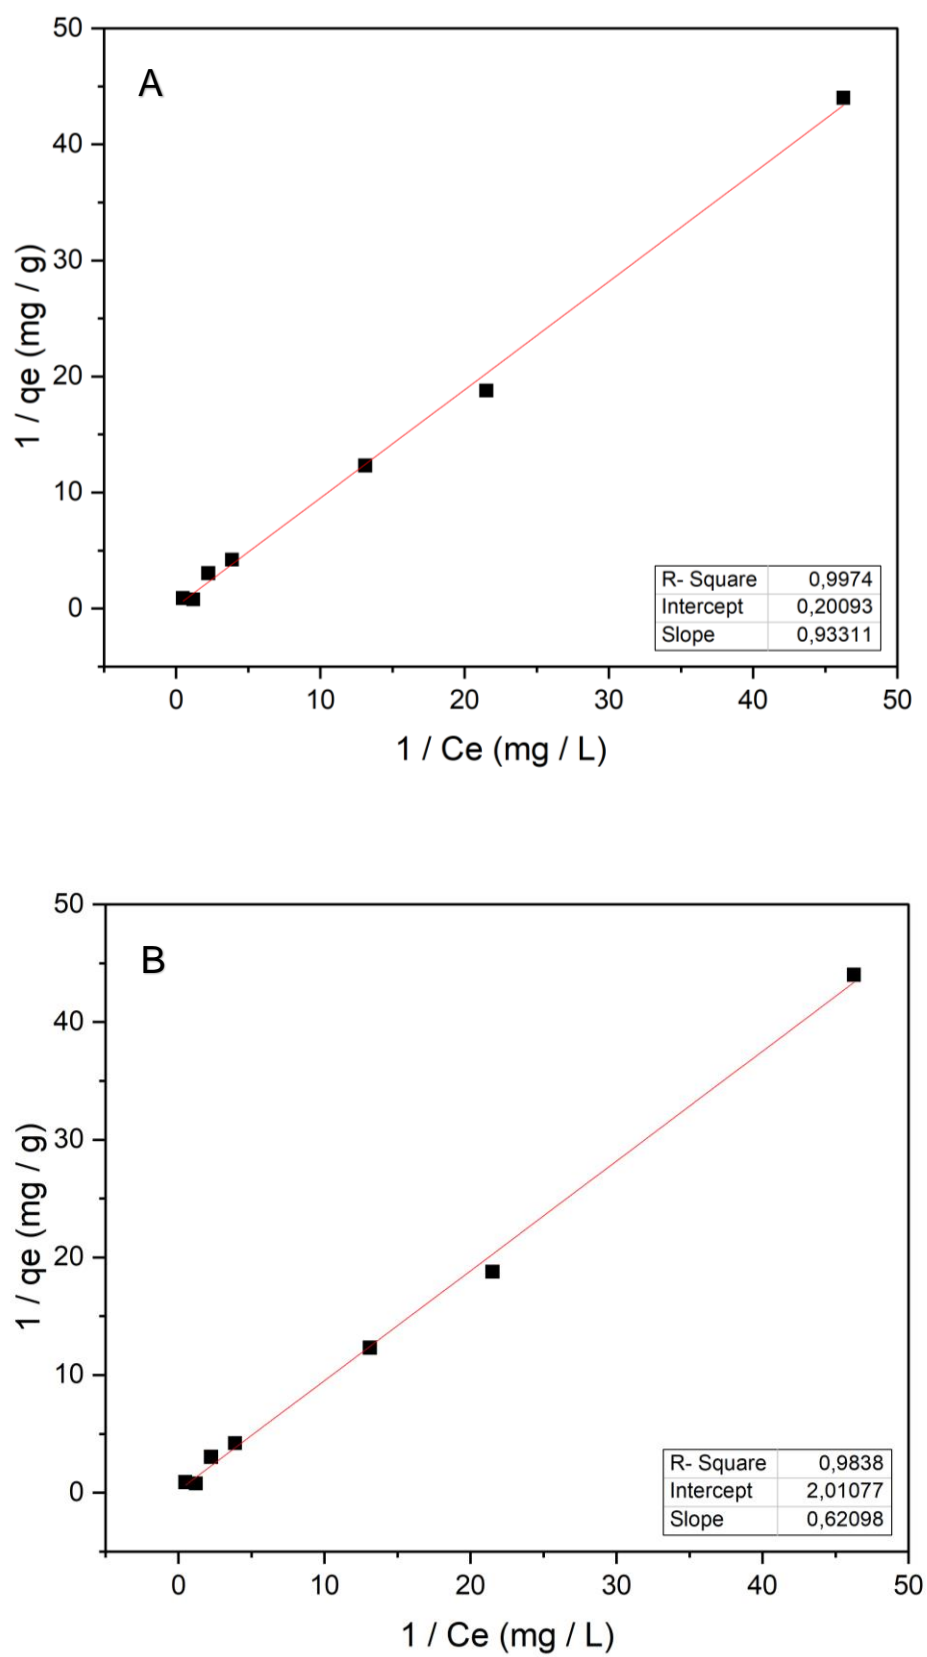 A
50
40
30
20
10
0
1 / qe (mg / g)
R- Square 0,9974
Intercept 0,20093
Slope 0,93311
0 10 20 30 40 50
1 / Ce (mg / L)
B
50
40
30
20
10
0
1 / qe (mg / g)
R- Square 0,9838
Intercept 2,01077
Slope 0,62098
0 10 20 30 40 50
1 / Ce (mg / L)